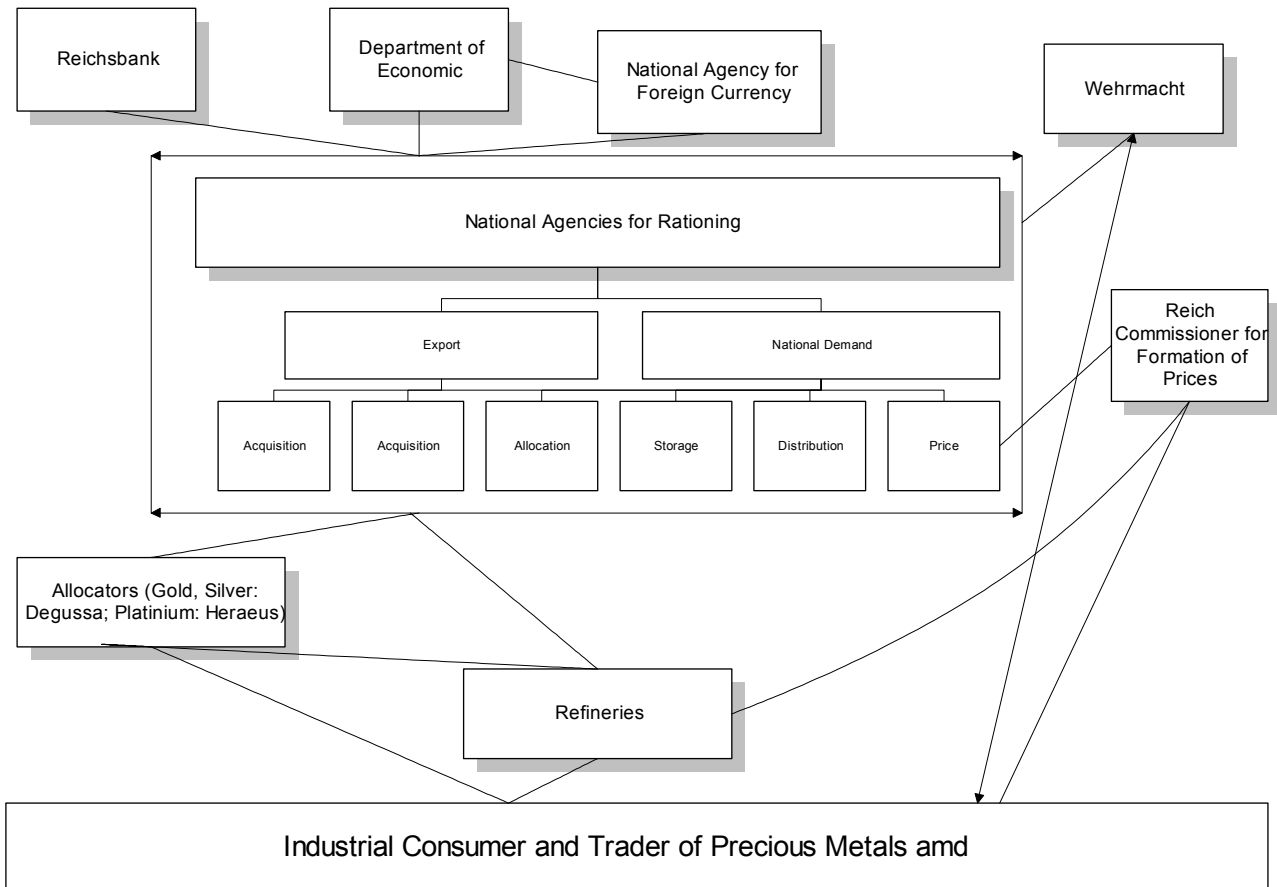 Reichsbank
Department of
Economic
National Agency for
Foreign Currency
Wehrmacht
National Agencies for Rationing
Export
National Demand
Reich
Commissioner for
Formation of
Prices
Acquisition
Acquisition
Allocation
Storage
Distribution
Price
Allocators (Gold, Silver:
Degussa; Platinium: Heraeus)
Refineries
Industrial Consumer and Trader of Precious Metals amd